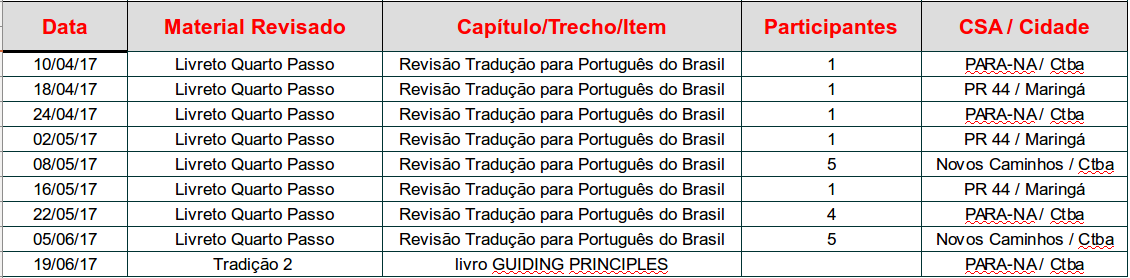 Data Material Revisado Capítulo/Trecho/Item Participantes CSA / Cidade
10/04/17 Livreto Quarto Passo Revisão Tradução para Português do Brasil 1 PARA-NA / Ctba
18/04/17 Livreto Quarto Passo Revisão Tradução para Português do Brasil 1 PR 44 / Maringá
24/04/17 Livreto Quarto Passo Revisão Tradução para Português do Brasil 1 PARA-NA / Ctba
02/05/17 Livreto Quarto Passo Revisão Tradução para Português do Brasil 1 PR 44 / Maringá
08/05/17 Livreto Quarto Passo Revisão Tradução para Português do Brasil 5 Novos Caminhos / Ctba
16/05/17 Livreto Quarto Passo Revisão Tradução para Português do Brasil 1 PR 44 / Maringá
22/05/17 Livreto Quarto Passo Revisão Tradução para Português do Brasil 4 PARA-NA / Ctba
05/06/17 Livreto Quarto Passo Revisão Tradução para Português do Brasil 5 Novos Caminhos / Ctba
19/06/17 Tradição 2 livro GUIDING PRINCIPLES PARA-NA / Ctba